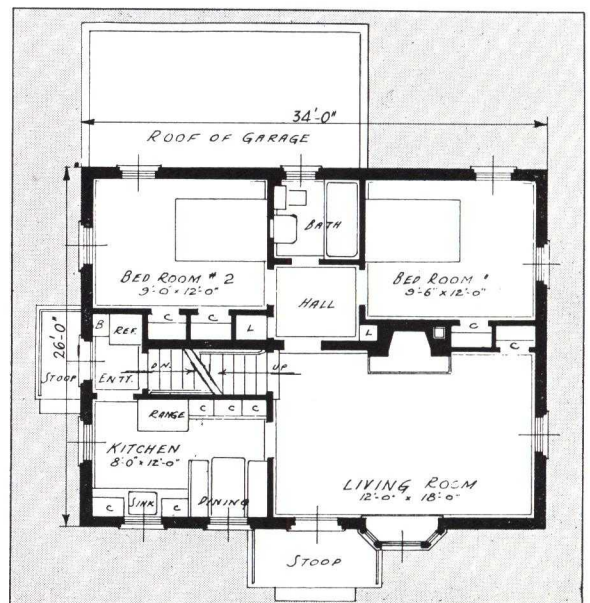 34'-0"
ROOF OF GARAGE
BATH
BED ROOM # 2
9'-0" x 12'-0"
BED ROOM #
9'-6" x 12'-0"
HALL
C
C
L
L
C
C
B
REF.
26'-0"
STOOP
ENT.
DN.
UP
RANGE
C
C
C
KITCHEN
8'-0" x 12'-0"
LIVING ROOM
12'-0" x 18'-0"
C
SINK
C
DINING
STOOP